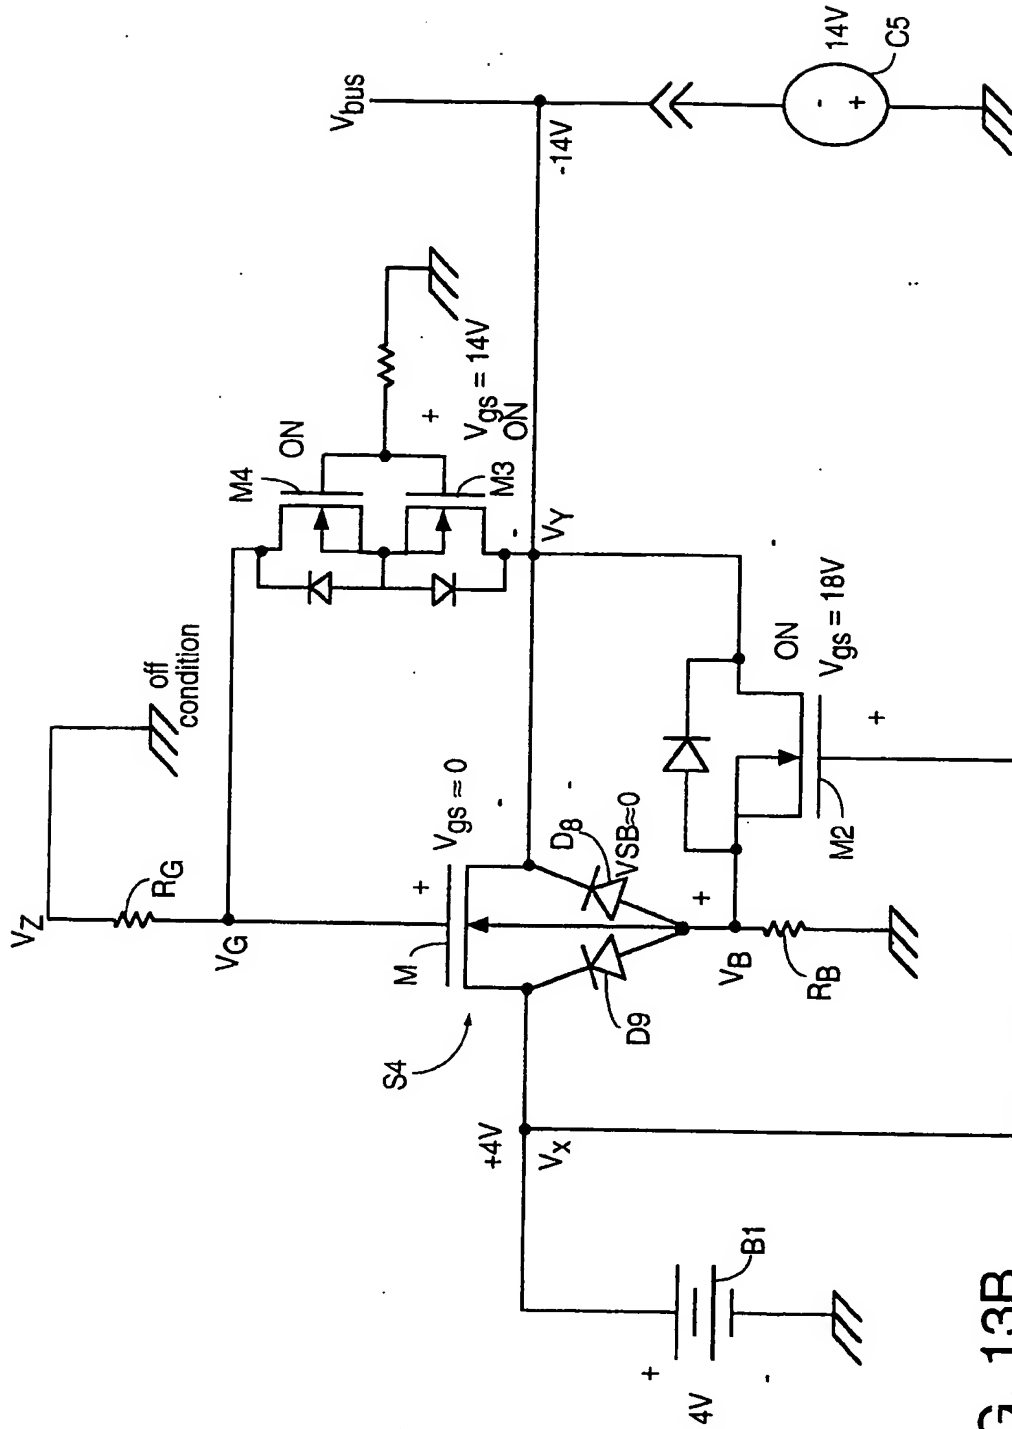 Vbus
-14V
14V
C5
-
+
M4
ON
+
Vgs = 14V
ON
M3
-
VY
VZ
RG
off
condition
VG
M
+
Vgs ≈ 0
-
S4
D8
VSB≈0
-
+
D9
VB
RB
ON
Vgs = 18V
+
-
M2
+4V
VX
B1
+
4V
-
G. 13B